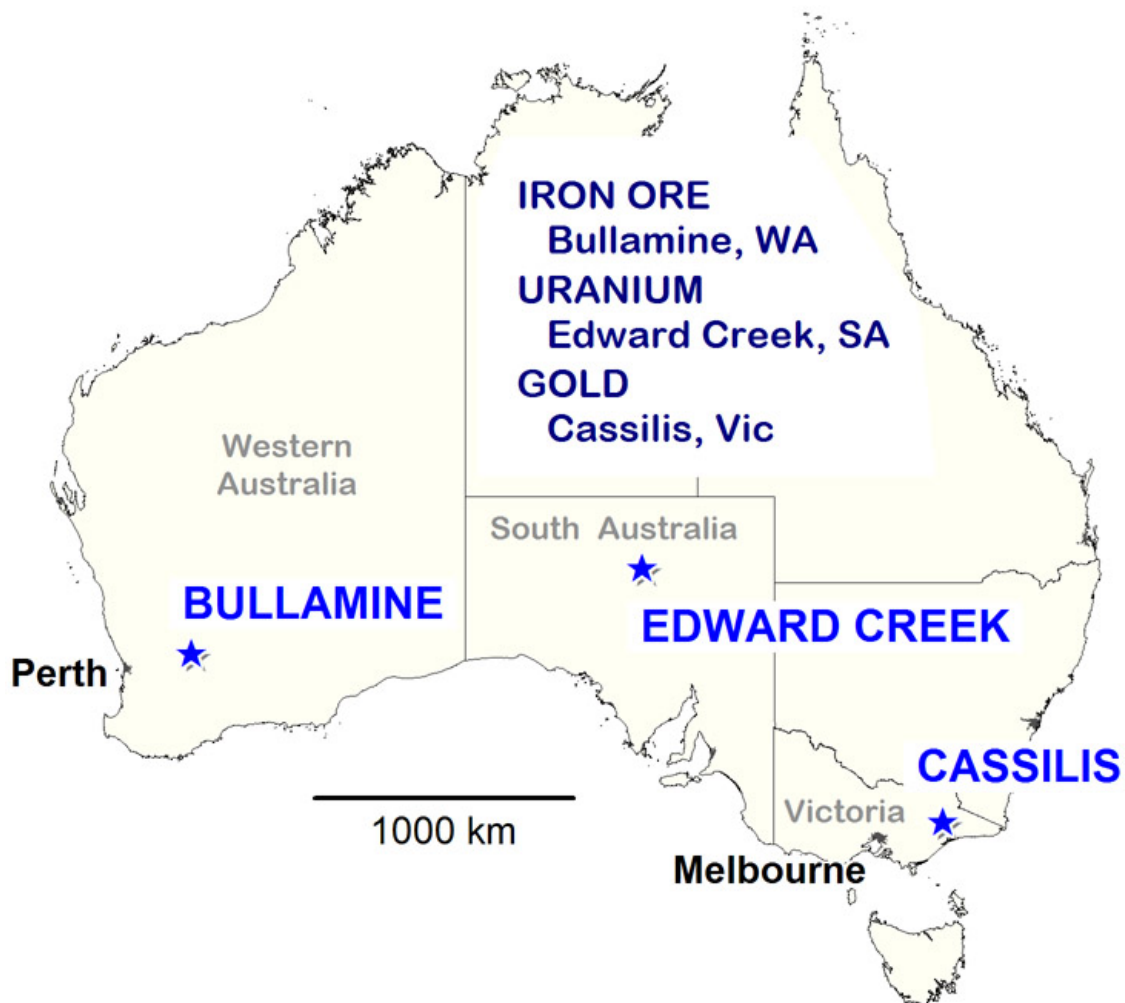 IRON ORE
Bullamine, WA
URANIUM
Edward Creek, SA
GOLD
Cassilis, Vic
Western
Australia
South Australia
BULLAMINE
EDWARD CREEK
Perth
CASSILIS
1000 km
Victoria
Melbourne